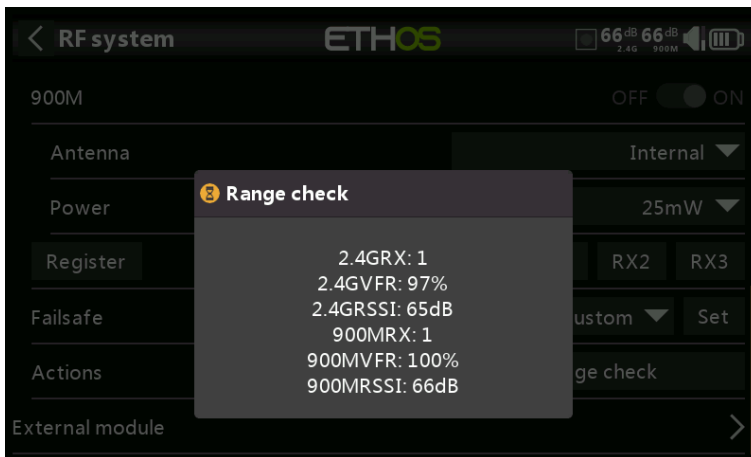 RF system
ETHOS
66dB 2.4G 66dB 900M
900M
OFF ON
Antenna
Internal
Power
25mW
Register
RX2 RX3
Failsafe
ustom Set
Actions
ge check
External module
Range check
2.4GRX: 1
2.4GVFR: 97%
2.4GRSSI: 65dB
900MRX: 1
900MVFR: 100%
900MRSSI: 66dB